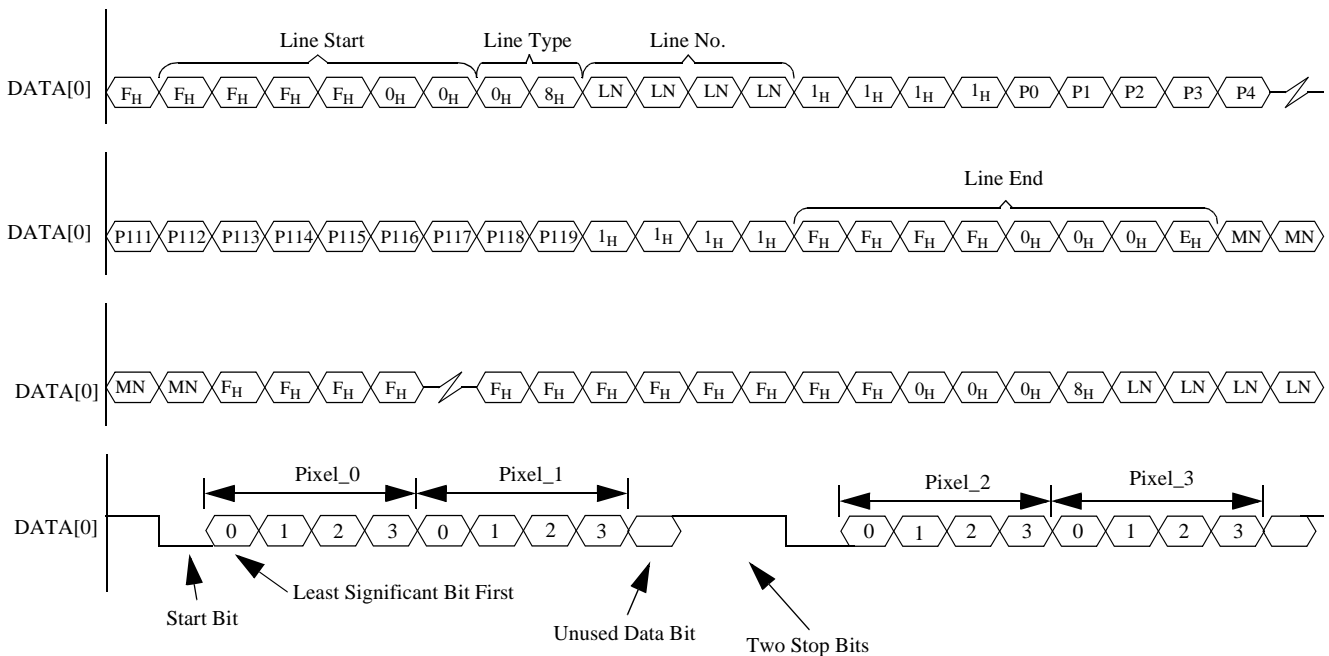 Line Start Line Type Line No.
DATA[0] F_H F_H F_H F_H F_H 0_H 0_H 0_H 8_H LN LN LN LN 1_H 1_H 1_H 1_H P0 P1 P2 P3 P4
Line End
DATA[0] P111 P112 P113 P114 P115 P116 P117 P118 P119 1_H 1_H 1_H 1_H F_H F_H F_H F_H 0_H 0_H 0_H E_H MN MN
DATA[0] MN MN F_H F_H F_H F_H F_H F_H F_H F_H F_H F_H F_H F_H 0_H 0_H 0_H 8_H LN LN LN LN
Pixel_0 Pixel_1 Pixel_2 Pixel_3
DATA[0] 0 1 2 3 0 1 2 3 0 1 2 3 0 1 2 3
Least Significant Bit First
Start Bit Unused Data Bit Two Stop Bits